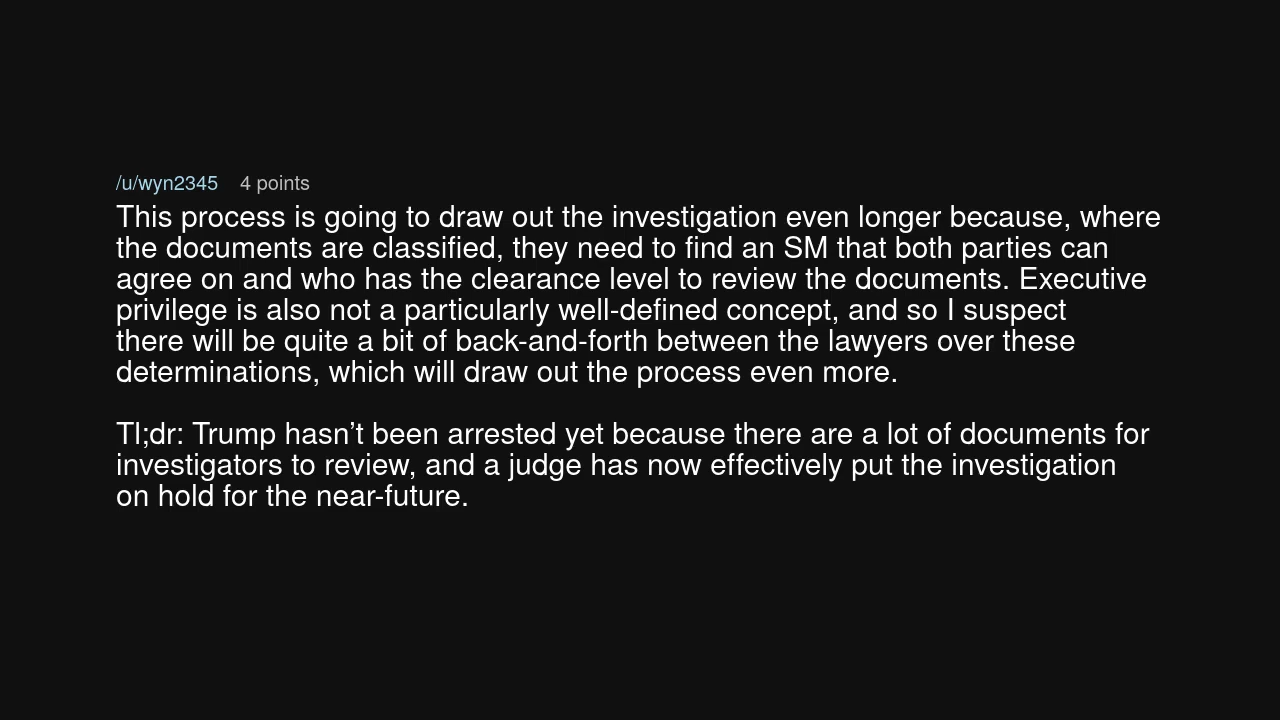 /u/wyn2345 4 points
This process is going to draw out the investigation even longer because, where
the documents are classified, they need to find an SM that both parties can
agree on and who has the clearance level to review the documents. Executive
privilege is also not a particularly well-defined concept, and so I suspect
there will be quite a bit of back-and-forth between the lawyers over these
determinations, which will draw out the process even more.
Tl;dr: Trump hasn’t been arrested yet because there are a lot of documents for
investigators to review, and a judge has now effectively put the investigation
on hold for the near-future.